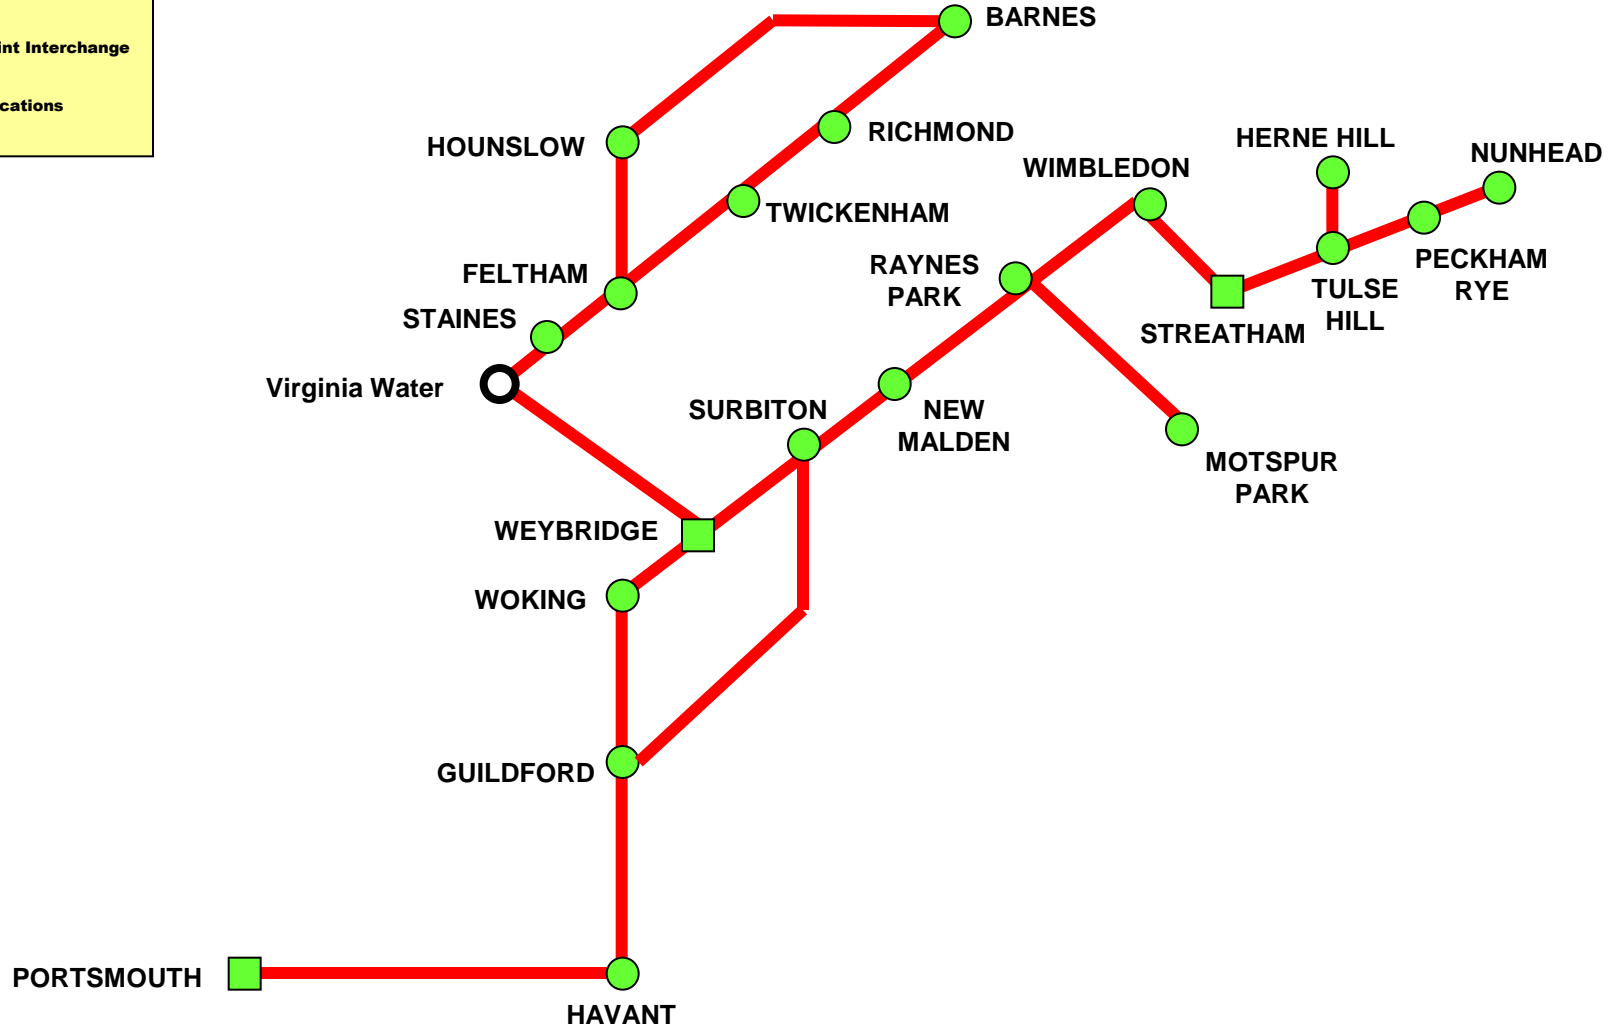 BARNES
int Interchange
cations
RICHMOND
HERNE HILL
HOUNSLOW
NUNHEAD
WIMBLEDON
TWICKENHAM
RAYNES
PARK
PECKHAM
RYE
FELTHAM
TULSE
HILL
STAINES
STREATHAM
Virginia Water
SURBITON
NEW
MALDEN
MOTSPUR
PARK
WEYBRIDGE
WOKING
GUILDFORD
PORTSMOUTH
HAVANT